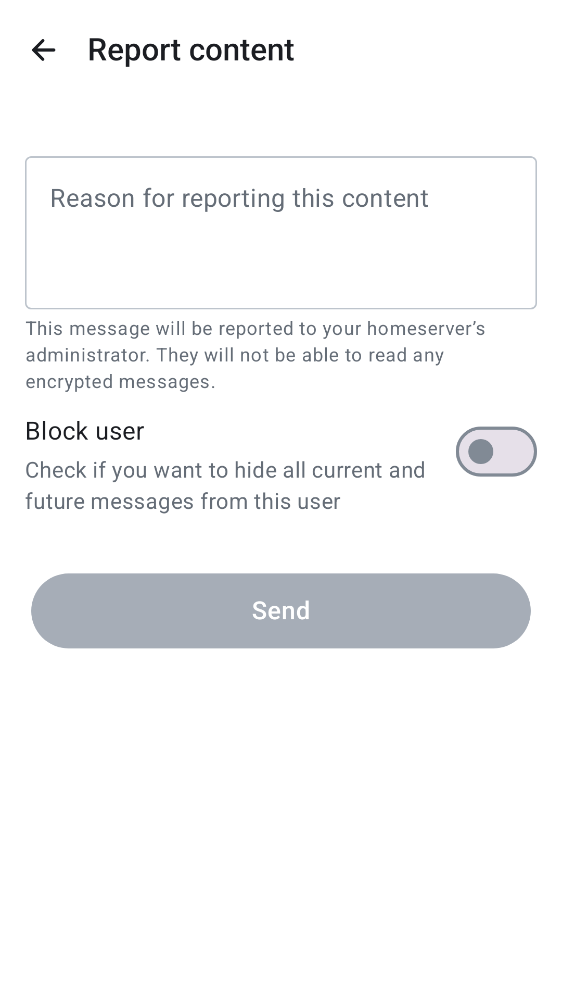 Report content
Reason for reporting this content
This message will be reported to your homeserver’s
administrator. They will not be able to read any
encrypted messages.
Block user
Check if you want to hide all current and
future messages from this user
Send